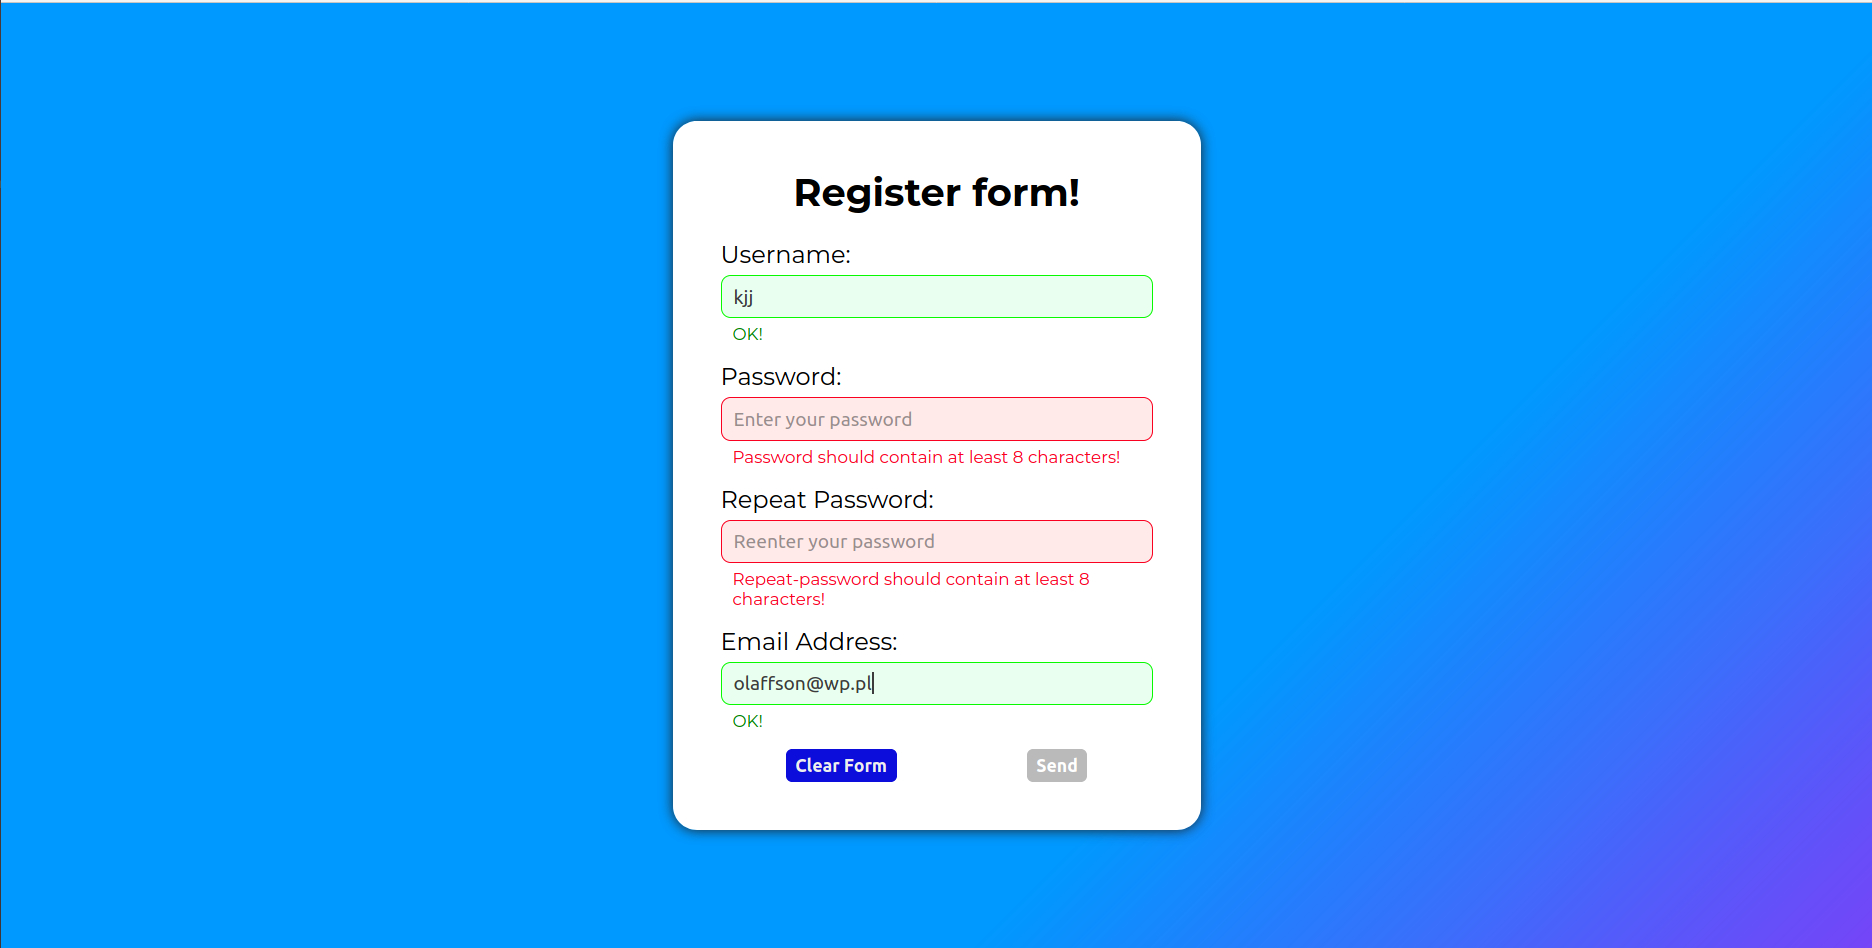 Register form!
Username:
kjj
OK!
Password:
Enter your password
Password should contain at least 8 characters!
Repeat Password:
Reenter your password
Repeat-password should contain at least 8
characters!
Email Address:
olaffson@wp.pl
OK!
Clear Form
Send